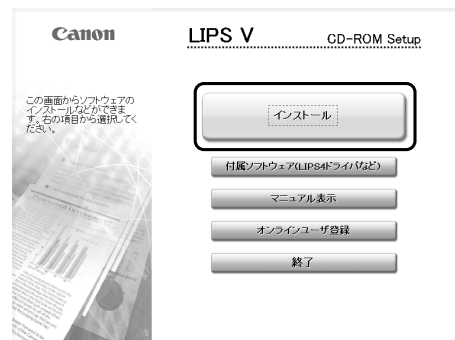 Canon
LIPS V
CD-ROM Setup
この画面からソフトウェアの
インストールなどができま
す。右の項目から選択してく
ださい。
インストール
付属ソフトウェア(LIPS4ドライバなど)
マニュアル表示
オンラインユーザ登録
終了